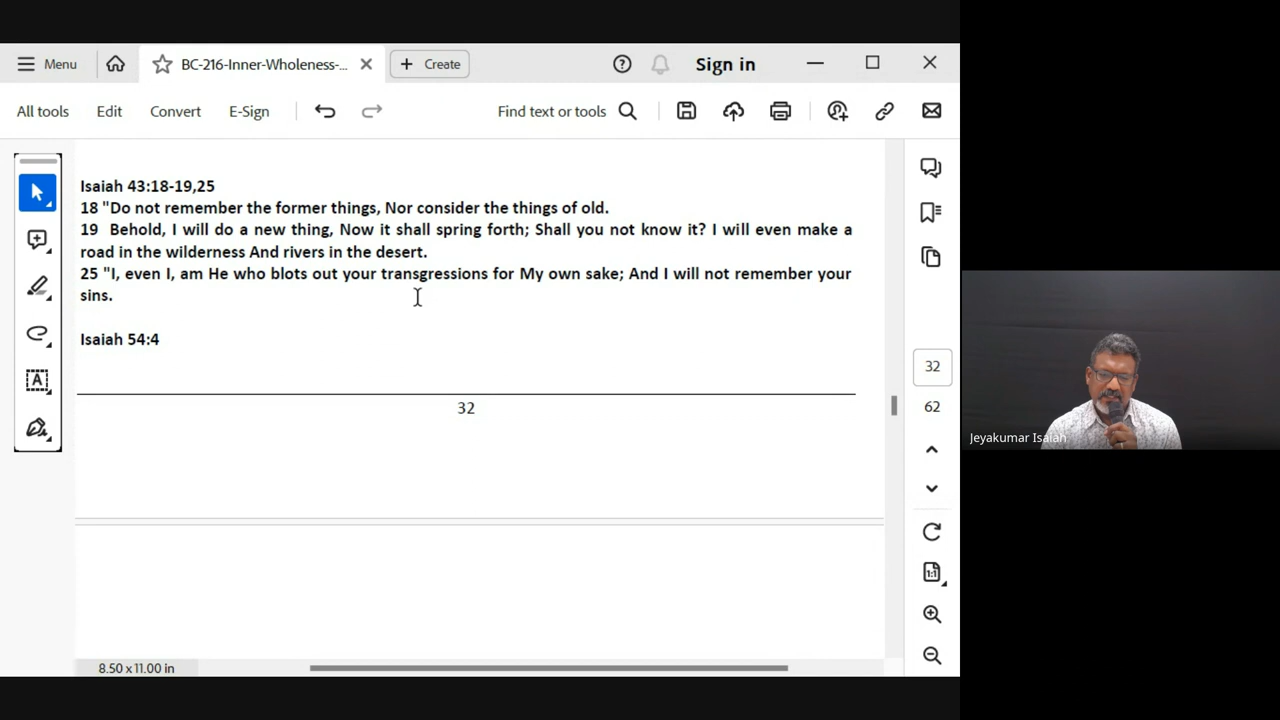 Menu
BC-216-Inner-Wholeness-...
Create
Sign in
All tools
Edit
Convert
E-Sign
Find text or tools
Isaiah 43:18-19,25
18 "Do not remember the former things, Nor consider the things of old.
19 Behold, I will do a new thing, Now it shall spring forth; Shall you not know it? I will even make a
road in the wilderness And rivers in the desert.
25 "I, even I, am He who blots out your transgressions for My own sake; And I will not remember your
sins.
Isaiah 54:4
32
32
62
1:1
8.50 x 11.00 in
Jeyakumar Isaiah